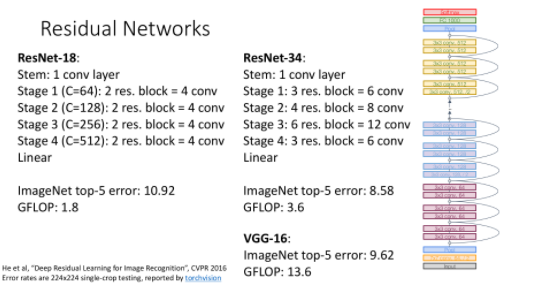 Residual Networks
ResNet-18:
Stem: 1 conv layer
Stage 1 (C=64): 2 res. block = 4 conv
Stage 2 (C=128): 2 res. block = 4 conv
Stage 3 (C=256): 2 res. block = 4 conv
Stage 4 (C=512): 2 res. block = 4 conv
Linear
ImageNet top-5 error: 10.92
GFLOP: 1.8
ResNet-34:
Stem: 1 conv layer
Stage 1: 3 res. block = 6 conv
Stage 2: 4 res. block = 8 conv
Stage 3: 6 res. block = 12 conv
Stage 4: 3 res. block = 6 conv
Linear
ImageNet top-5 error: 8.58
GFLOP: 3.6
VGG-16:
ImageNet top-5 error: 9.62
GFLOP: 13.6
He et al, "Deep Residual Learning for Image Recognition", CVPR 2016
Error rates are 224x224 single-crop testing, reported by torchvision
Softmax
Input